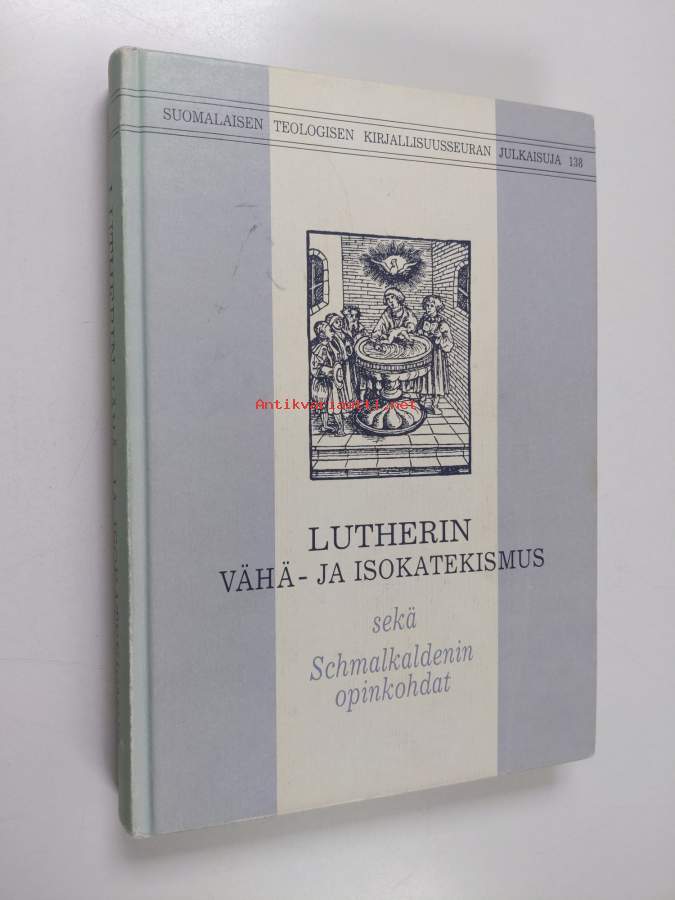 SUOMALAISEN TEOLOGISEN KIRJALLISUUSSEURAN JULKAISUJA 138
Antikvariaatti.net
LUTHERIN
VÄHÄ- JA ISOKATEKISMUS
sekä
Schmalkaldenin
opinkohdat